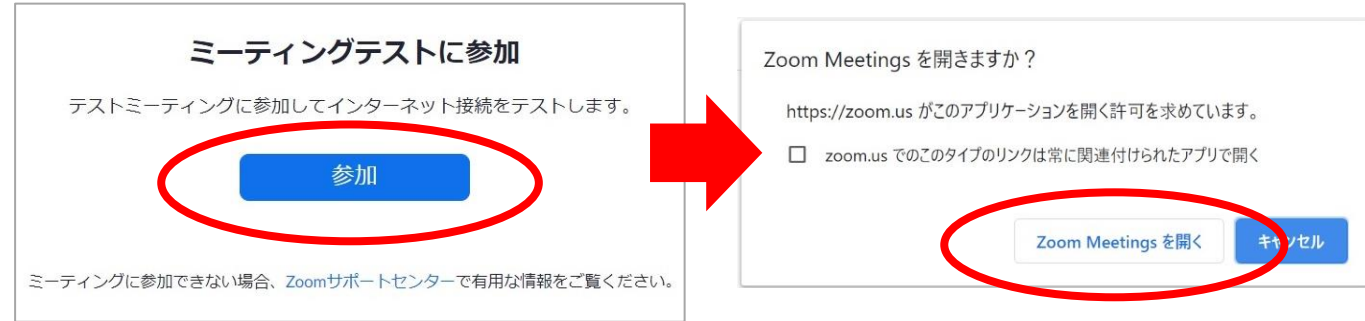 ミーティングテストに参加
テストミーティングに参加してインターネット接続をテストします。
参加
ミーティングに参加できない場合、Zoomサポートセンターで有用な情報をご覧ください。
Zoom Meetings を開きますか？
https://zoom.us がこのアプリケーションを開く許可を求めています。
zoom.us でのこのタイプのリンクは常に関連付けられたアプリで開く
Zoom Meetings を開く
キャンセル